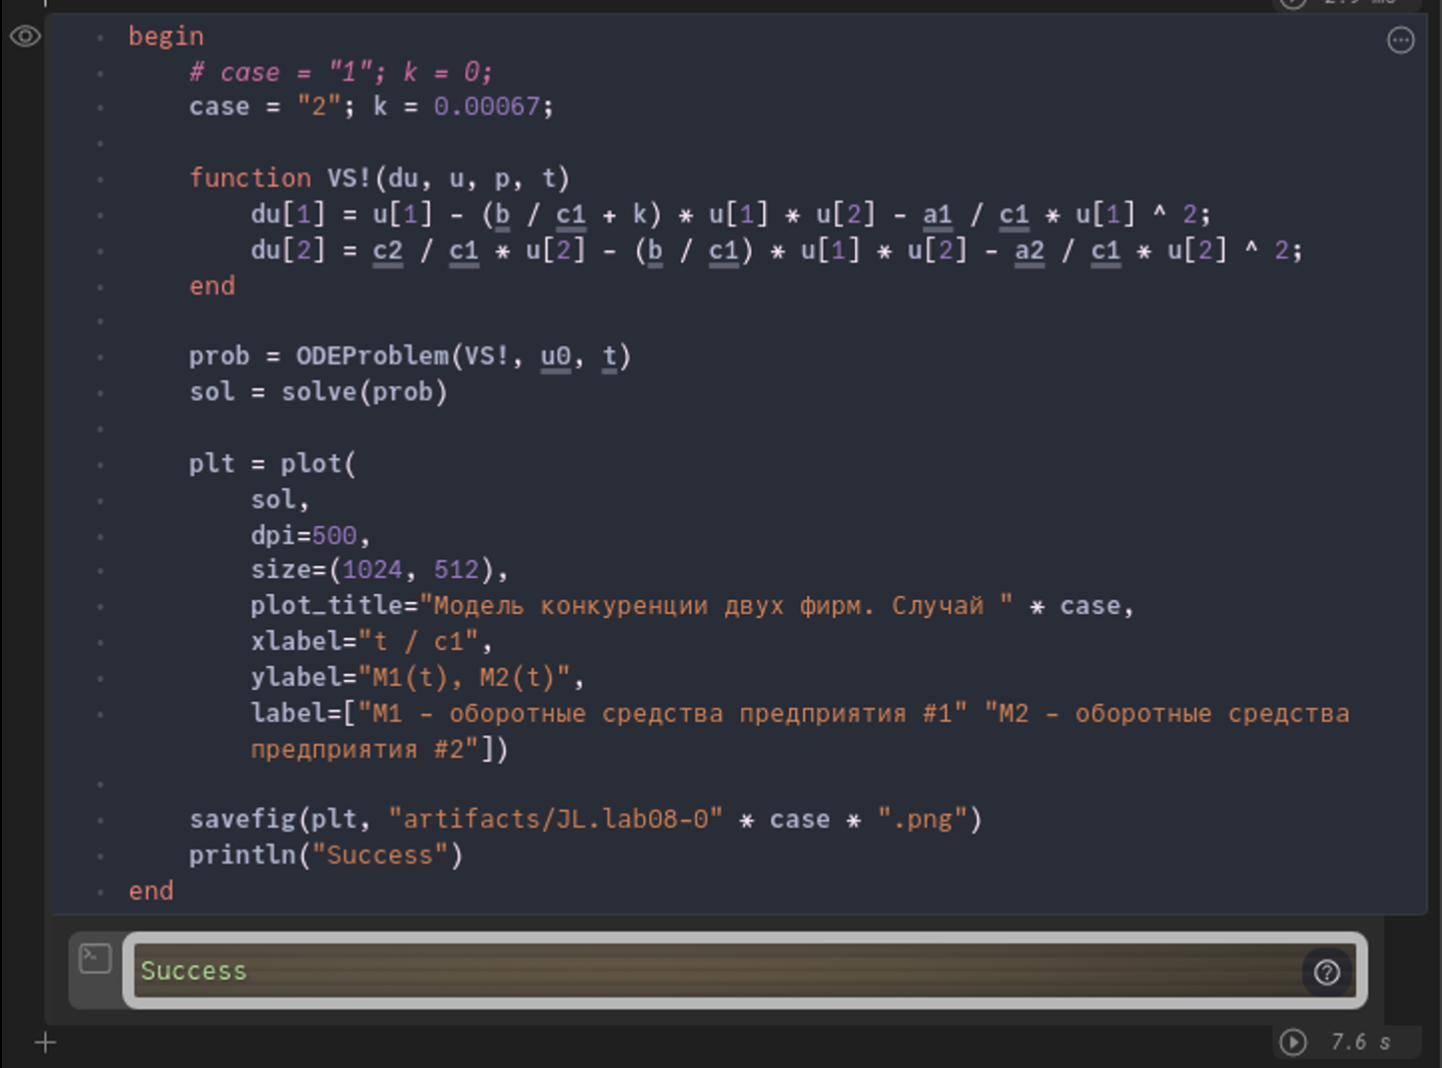 begin
# case = "1"; k = 0;
case = "2"; k = 0.00067;
function VS!(du, u, p, t)
du[1] = u[1] - (b / c1 + k) * u[1] * u[2] - a1 / c1 * u[1] ^ 2;
du[2] = c2 / c1 * u[2] - (b / c1) * u[1] * u[2] - a2 / c1 * u[2] ^ 2;
end
prob = ODEProblem(VS!, u0, t)
sol = solve(prob)
plt = plot(
sol,
dpi=500,
size=(1024, 512),
plot_title="Модель конкуренции двух фирм. Случай " * case,
xlabel="t / c1",
ylabel="M1(t), M2(t)",
label=["M1 – оборотные средства предприятия #1" "M2 – оборотные средства
предприятия #2"])
savefig(plt, "artifacts/JL.lab08-0" * case * ".png")
println("Success")
end
Success
7.6 s